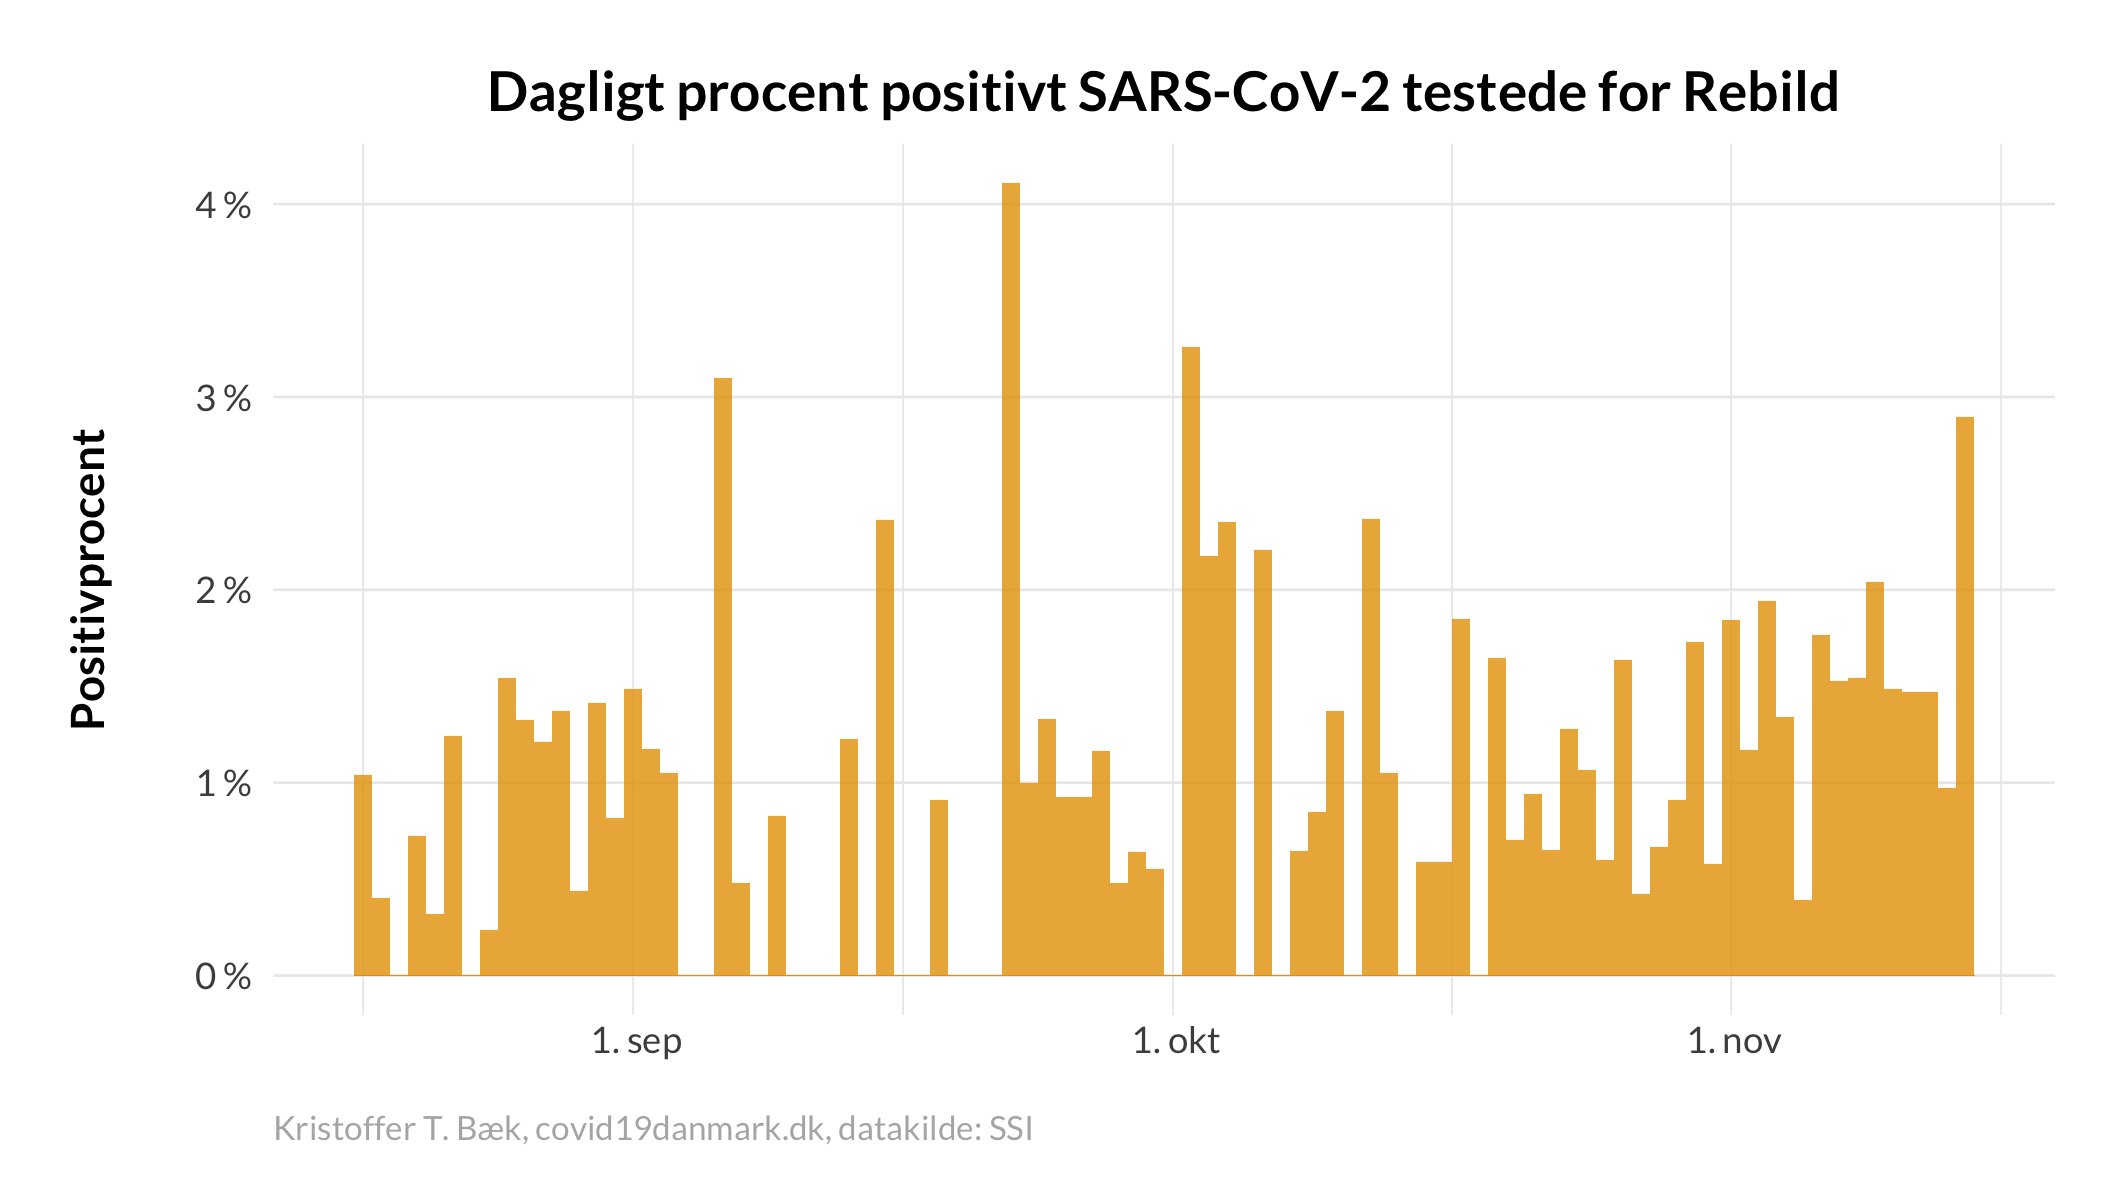 Dagligt procent positivt SARS-CoV-2 testede for Rebild
Positivprocent
4 %
3 %
2 %
1 %
0 %
1. sep
1. okt
1. nov
Kristoffer T. Bæk, covid19danmark.dk, datakilde: SSI